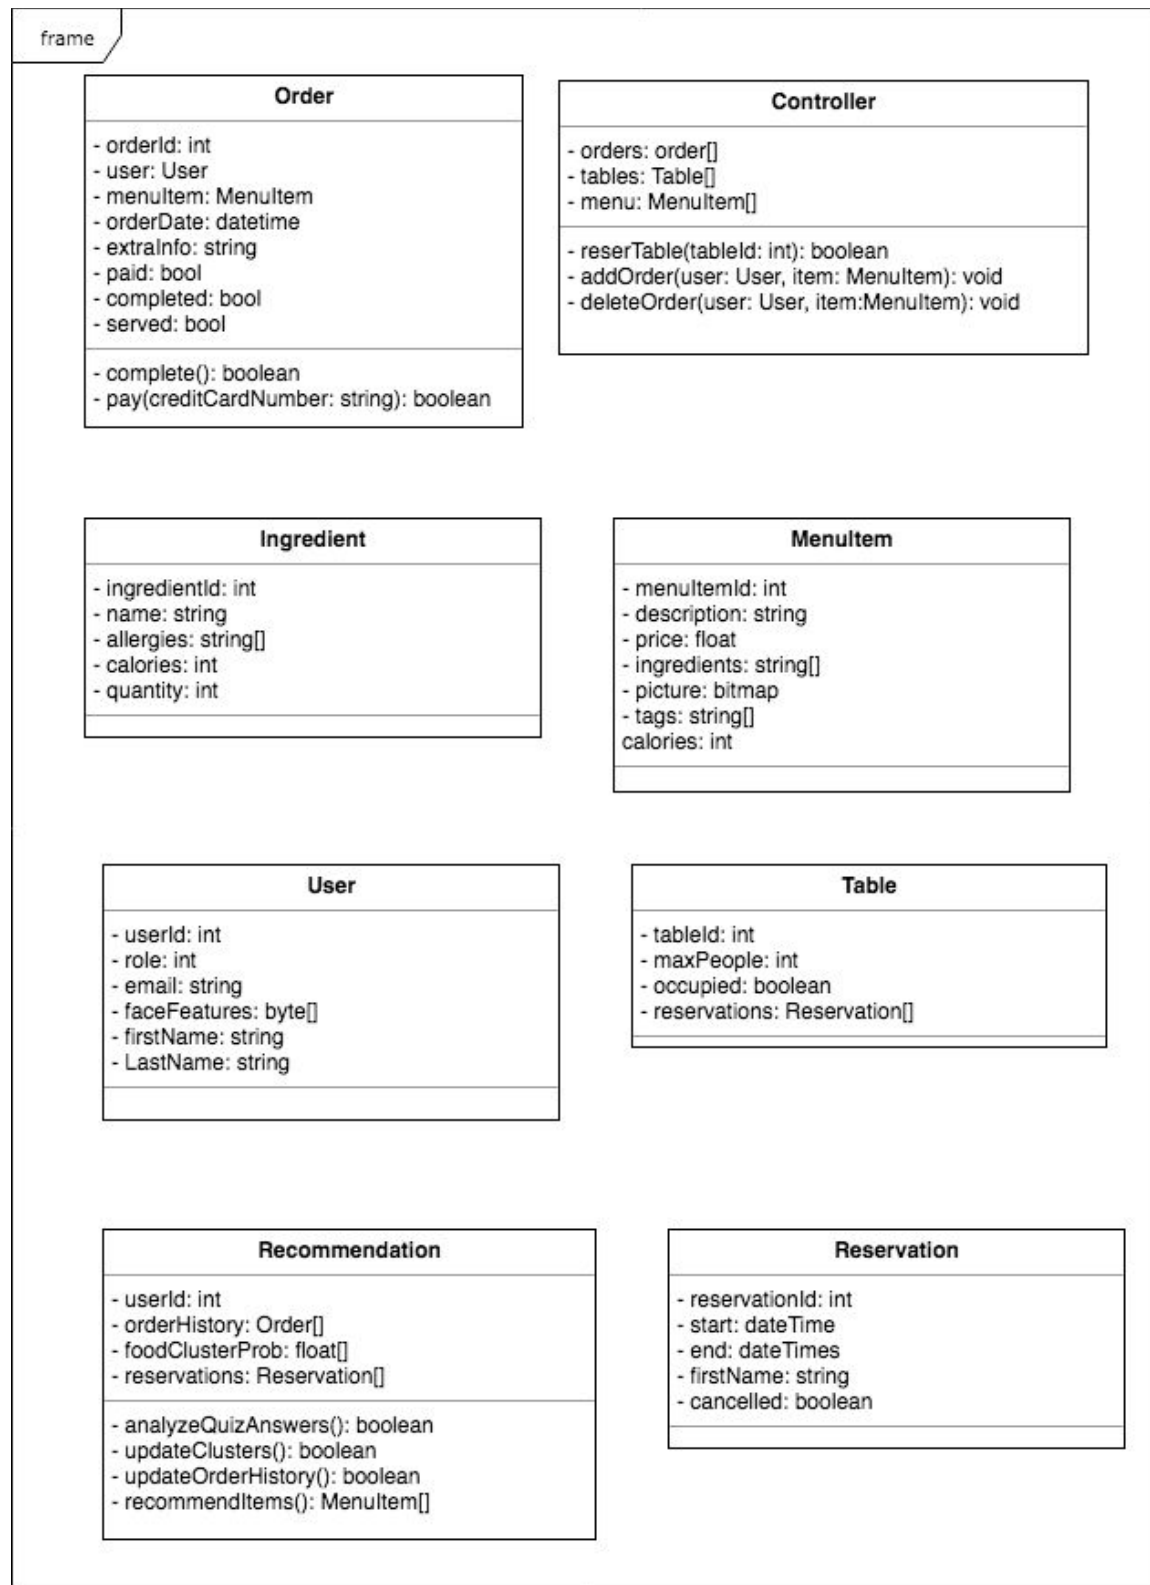 frame
Order
- orderId: int
- user: User
- menuItem: MenuItem
- orderDate: datetime
- extraInfo: string
- paid: bool
- completed: bool
- served: bool
- complete(): boolean
- pay(creditCardNumber: string): boolean
Controller
- orders: order[]
- tables: Table[]
- menu: MenuItem[]
- reserTable(tableId: int): boolean
- addOrder(user: User, item: MenuItem): void
- deleteOrder(user: User, item:MenuItem): void
Ingredient
- ingredientId: int
- name: string
- allergies: string[]
- calories: int
- quantity: int
MenuItem
- menuItemId: int
- description: string
- price: float
- ingredients: string[]
- picture: bitmap
- tags: string[]
calories: int
User
- userId: int
- role: int
- email: string
- faceFeatures: byte[]
- firstName: string
- LastName: string
Table
- tableId: int
- maxPeople: int
- occupied: boolean
- reservations: Reservation[]
Recommendation
- userId: int
- orderHistory: Order[]
- foodClusterProb: float[]
- reservations: Reservation[]
- analyzeQuizAnswers(): boolean
- updateClusters(): boolean
- updateOrderHistory(): boolean
- recommendItems(): MenuItem[]
Reservation
- reservationId: int
- start: dateTime
- end: dateTimes
- firstName: string
- cancelled: boolean